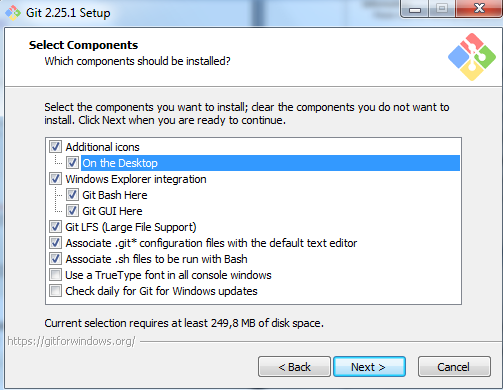 Git 2.25.1 Setup
Select Components
Which components should be installed?
Select the components you want to install; clear the components you do not want to
install. Click Next when you are ready to continue.
Additional icons
On the Desktop
Windows Explorer integration
Git Bash Here
Git GUI Here
Git LFS (Large File Support)
Associate .git* configuration files with the default text editor
Associate .sh files to be run with Bash
Use a TrueType font in all console windows
Check daily for Git for Windows updates
Current selection requires at least 249,8 MB of disk space.
https://gitforwindows.org/
< Back
Next >
Cancel